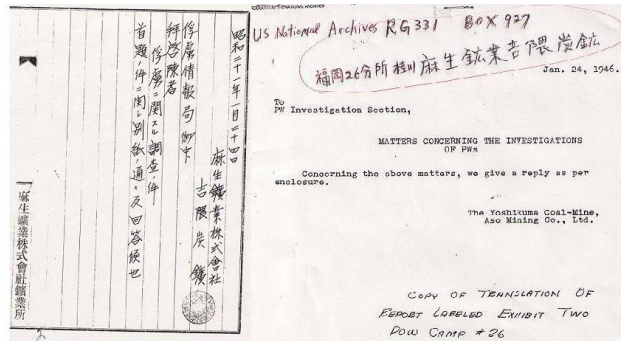 US National Archives RG 331 BOX 927
福岡26分所 桂川 麻生鉱業吉隈炭鉱
昭和二十一年一月二十四日
麻生鑛業株式會社
吉隈炭鑛
俘虜情報局 御中
拝啓陳者
俘虜ニ関スル調査ノ件
首題ノ件ニ関シ別紙ノ通リ及回答候也
麻生鑛業株式會社鑛業所
Jan. 24, 1946.
To
PW Investigation Section,
MATTERS CONCERNING THE INVESTIGATIONS
OF PWs
Concerning the above matters, we give a reply as per
enclosure.
The Yoshikuma Coal-Mine,
Aso Mining Co., Ltd.
COPY OF TRANSLATION OF
REPORT LABELED EXHIBIT TWO
POW CAMP #26